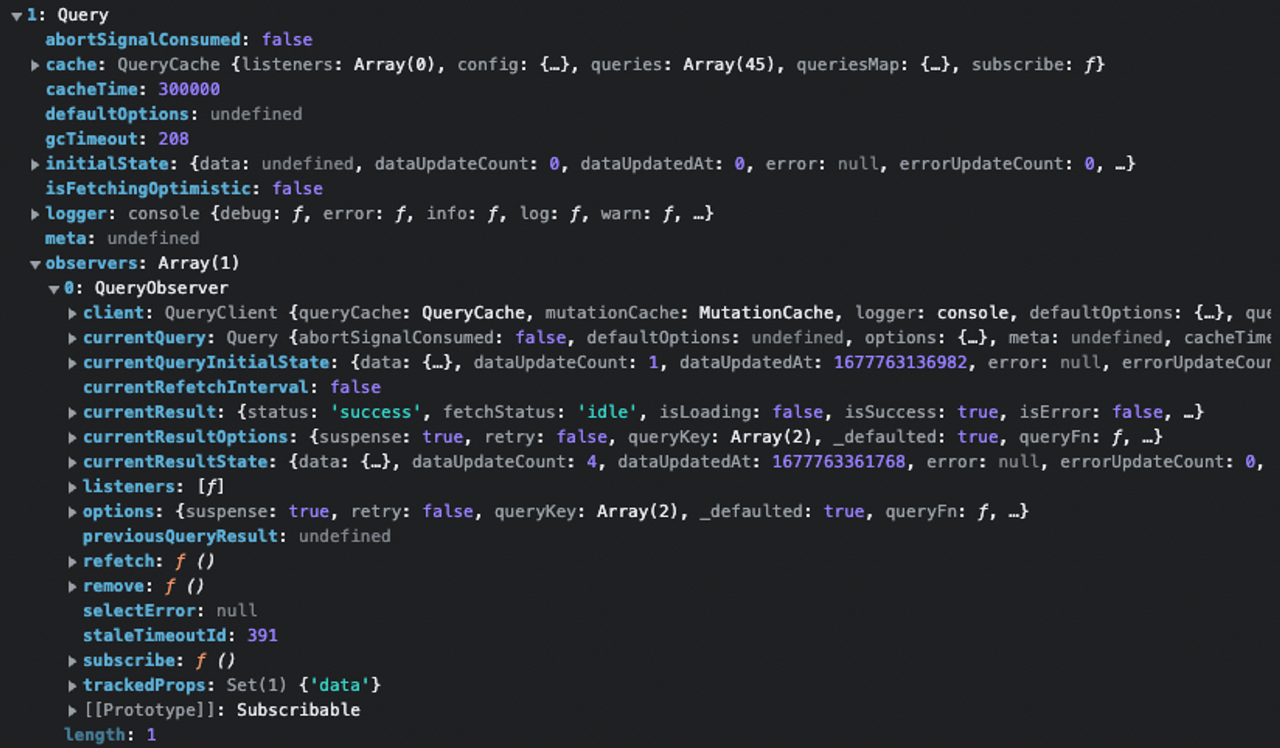 1: Query
abortSignalConsumed: false
cache: QueryCache {listeners: Array(0), config: {…}, queries: Array(45), queriesMap: {…}, subscribe: ƒ}
cacheTime: 300000
defaultOptions: undefined
gcTimeout: 208
initialState: {data: undefined, dataUpdateCount: 0, dataUpdatedAt: 0, error: null, errorUpdateCount: 0, …}
isFetchingOptimistic: false
logger: console {debug: ƒ, error: ƒ, info: ƒ, log: ƒ, warn: ƒ, …}
meta: undefined
observers: Array(1)
0: QueryObserver
client: QueryClient {queryCache: QueryCache, mutationCache: MutationCache, logger: console, defaultOptions: {…}, que
currentQuery: Query {abortSignalConsumed: false, defaultOptions: undefined, options: {…}, meta: undefined, cacheTime
currentQueryInitialState: {data: {…}, dataUpdateCount: 1, dataUpdatedAt: 1677763136982, error: null, errorUpdateCoun
currentRefetchInterval: false
currentResult: {status: 'success', fetchStatus: 'idle', isLoading: false, isSuccess: true, isError: false, …}
currentResultOptions: {suspense: true, retry: false, queryKey: Array(2), _defaulted: true, queryFn: ƒ, …}
currentResultState: {data: {…}, dataUpdateCount: 4, dataUpdatedAt: 1677763361768, error: null, errorUpdateCount: 0,
listeners: [ƒ]
options: {suspense: true, retry: false, queryKey: Array(2), _defaulted: true, queryFn: ƒ, …}
previousQueryResult: undefined
refetch: ƒ ()
remove: ƒ ()
selectError: null
staleTimeoutId: 391
subscribe: ƒ ()
trackedProps: Set(1) {'data'}
[[Prototype]]: Subscribable
length: 1